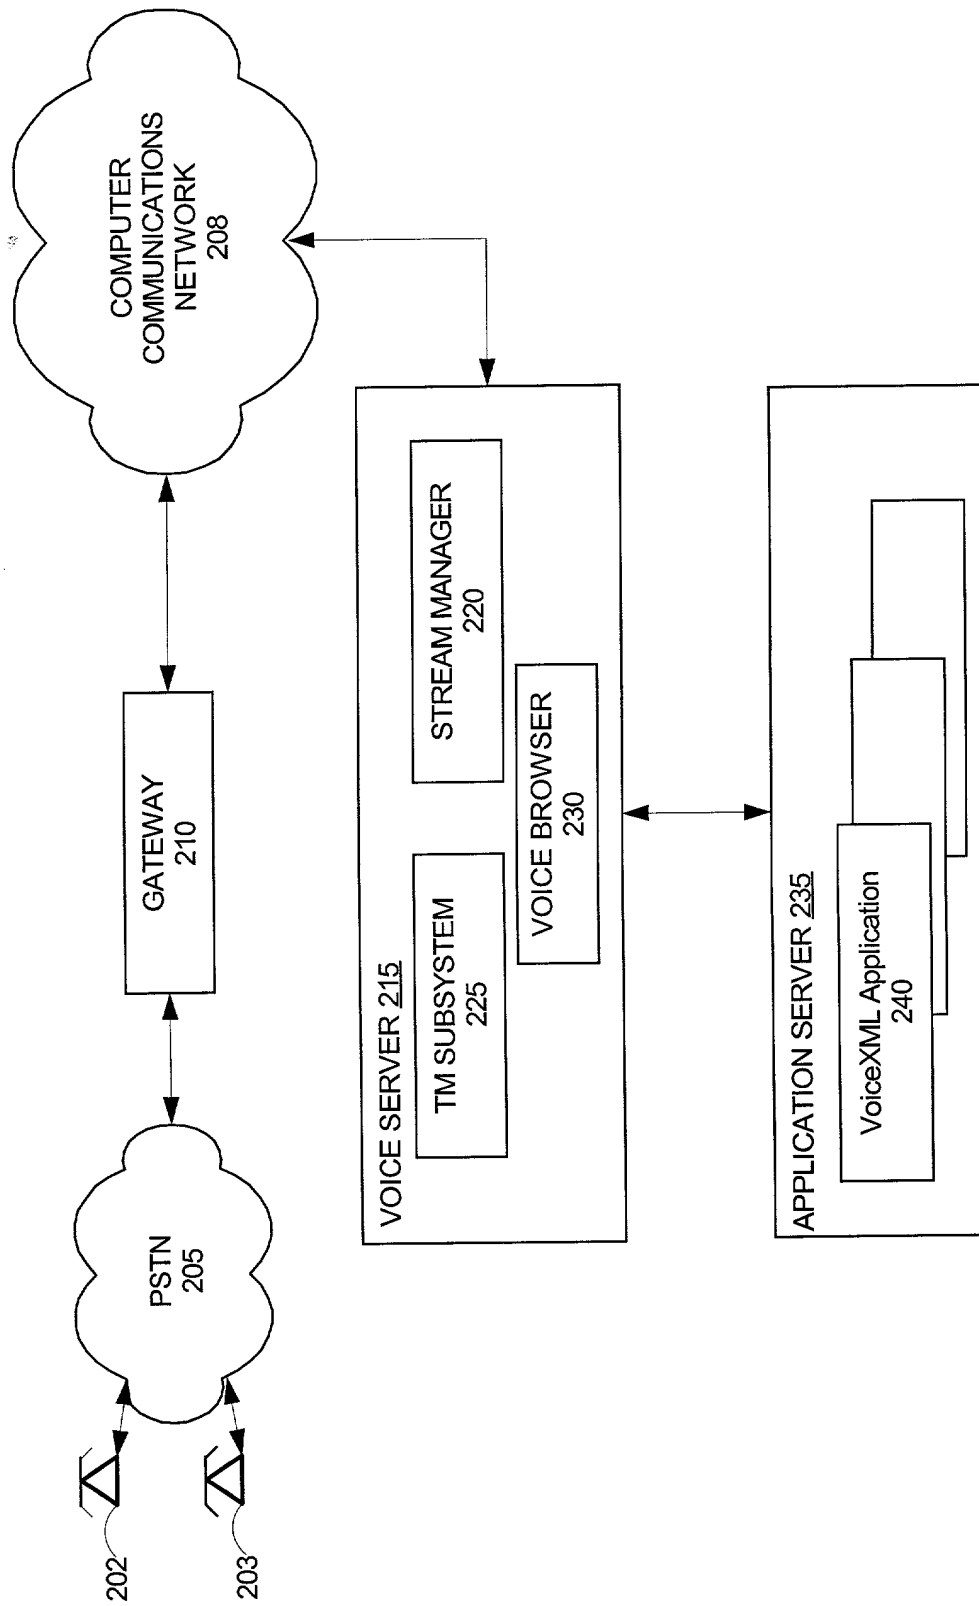 202
203
PSTN
205
GATEWAY
210
COMPUTER
COMMUNICATIONS
NETWORK
208
VOICE SERVER 215
TM SUBSYSTEM
225
STREAM MANAGER
220
VOICE BROWSER
230
APPLICATION SERVER 235
VoiceXML Application
240